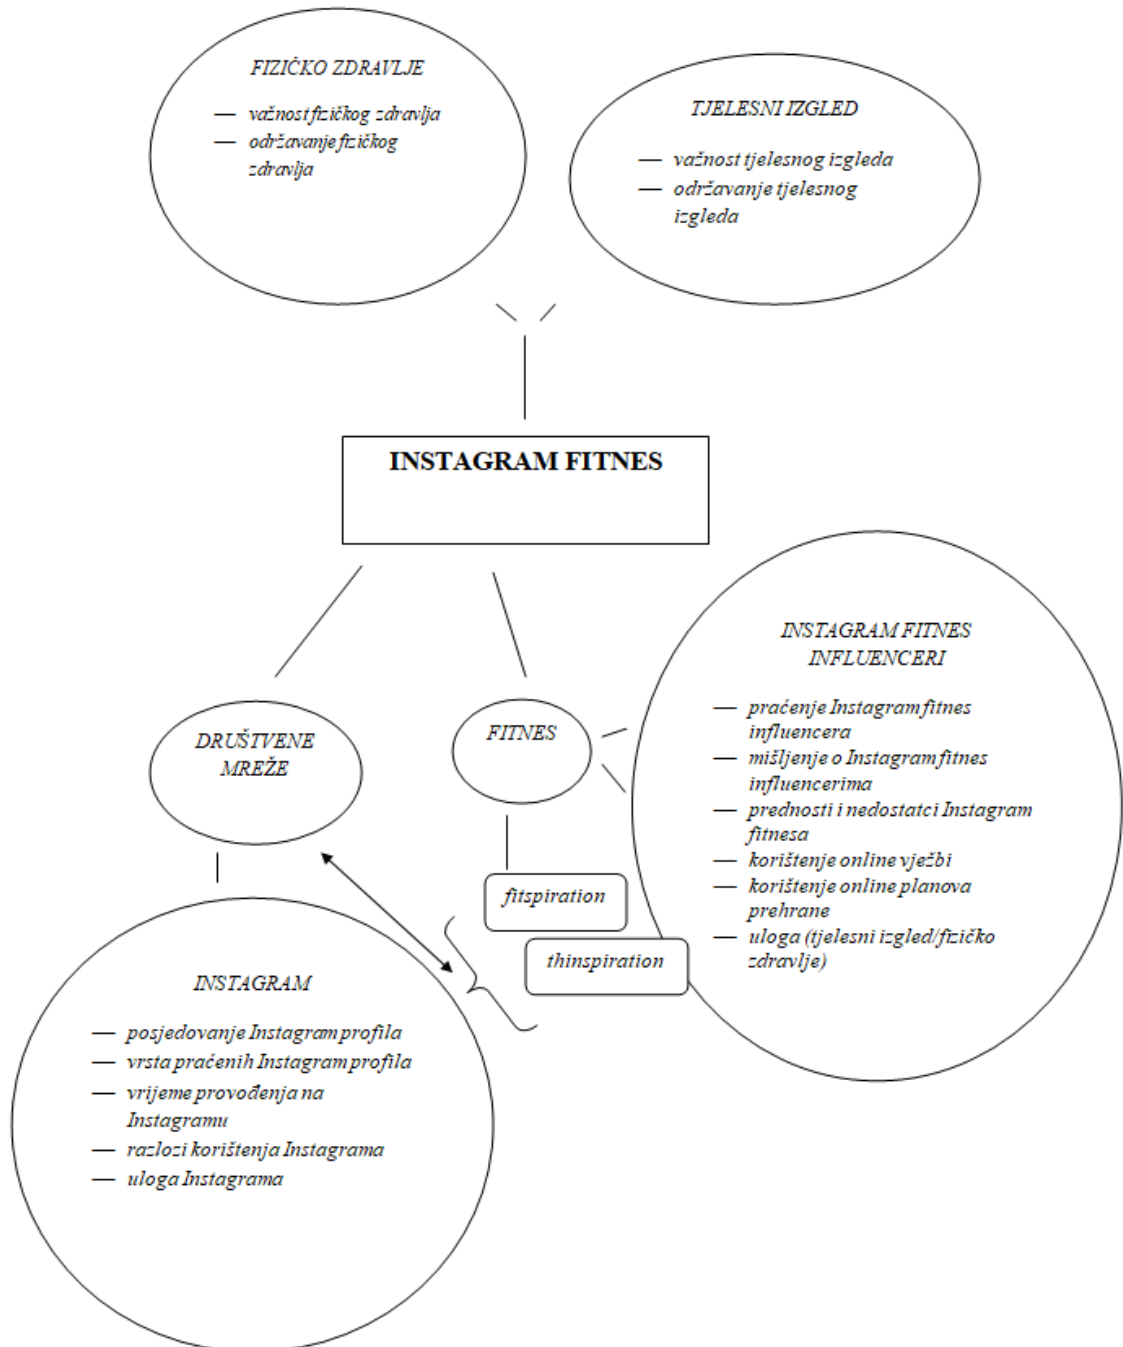 FIZIČKO ZDRAVLJE
— važnost fizičkog zdravlja
— održavanje fizičkog
zdravlja
TJELESNI IZGLED
— važnost tjelesnog izgleda
— održavanje tjelesnog
izgleda
INSTAGRAM FITNES
DRUŠTVENE
MREŽE
FITNES
INSTAGRAM FITNES
INFLUENCERI
— praćenje Instagram fitnes
influencera
— mišljenje o Instagram fitnes
influencerima
— prednosti i nedostatci Instagram
fitnesa
— korištenje online vježbi
— korištenje online planova
prehrane
— uloga (tjelesni izgled/fizičko
zdravlje)
fitspiration
thinspiration
INSTAGRAM
— posjedovanje Instagram profila
— vrsta praćenih Instagram profila
— vrijeme provođenja na
Instagramu
— razlozi korištenja Instagrama
— uloga Instagrama